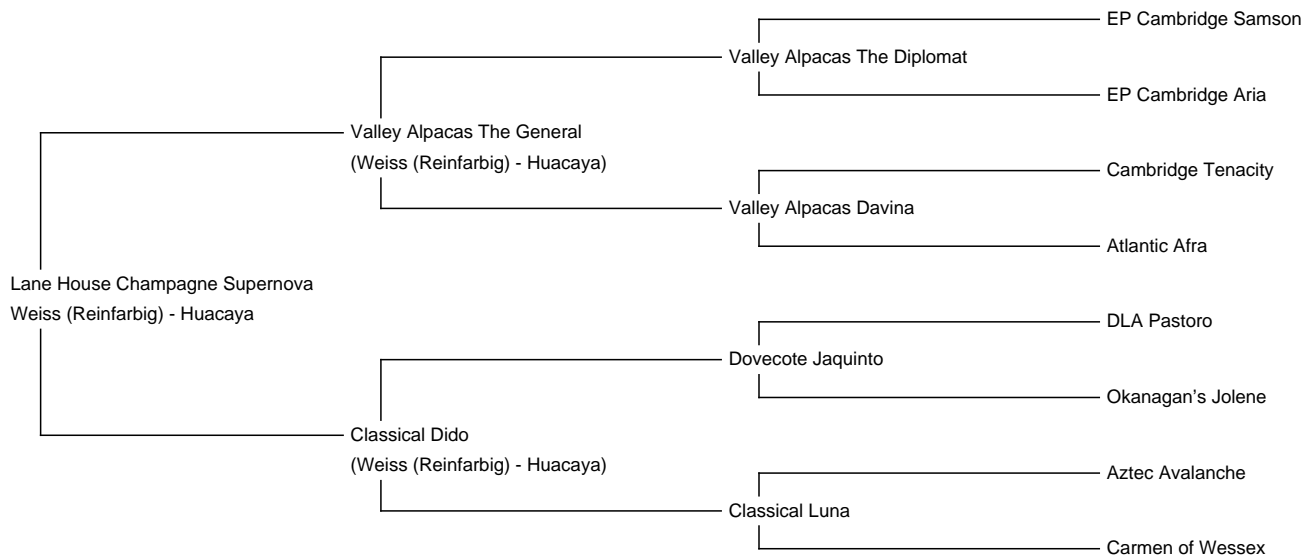 EP Cambridge Samson
Valley Alpacas The Diplomat
EP Cambridge Aria
Valley Alpacas The General
(Weiss (Reinfarbig) - Huacaya)
Cambridge Tenacity
Valley Alpacas Davina
Atlantic Afra
Lane House Champagne Supernova
Weiss (Reinfarbig) - Huacaya
DLA Pastoro
Dovecote Jaquinto
Okanagan's Jolene
Classical Dido
(Weiss (Reinfarbig) - Huacaya)
Aztec Avalanche
Classical Luna
Carmen of Wessex